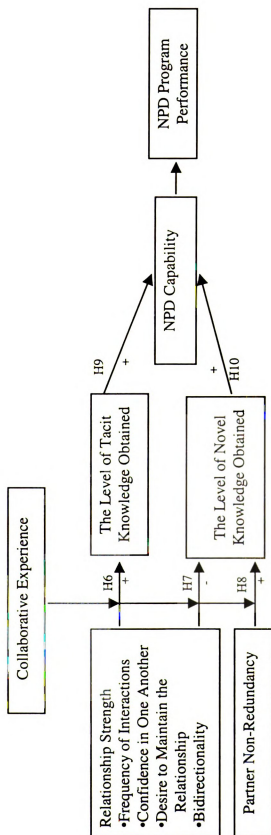 Collaborative Experience
Relationship Strength
•Frequency of Interactions
•Confidence in One Another
•Desire to Maintain the
Relationship
•Bidirectionality
Partner Non-Redundancy
H6
+
H7
-
H8
+
The Level of Tacit
Knowledge Obtained
The Level of Novel
Knowledge Obtained
H9
+
+
H10
NPD Capability
NPD Program
Performance